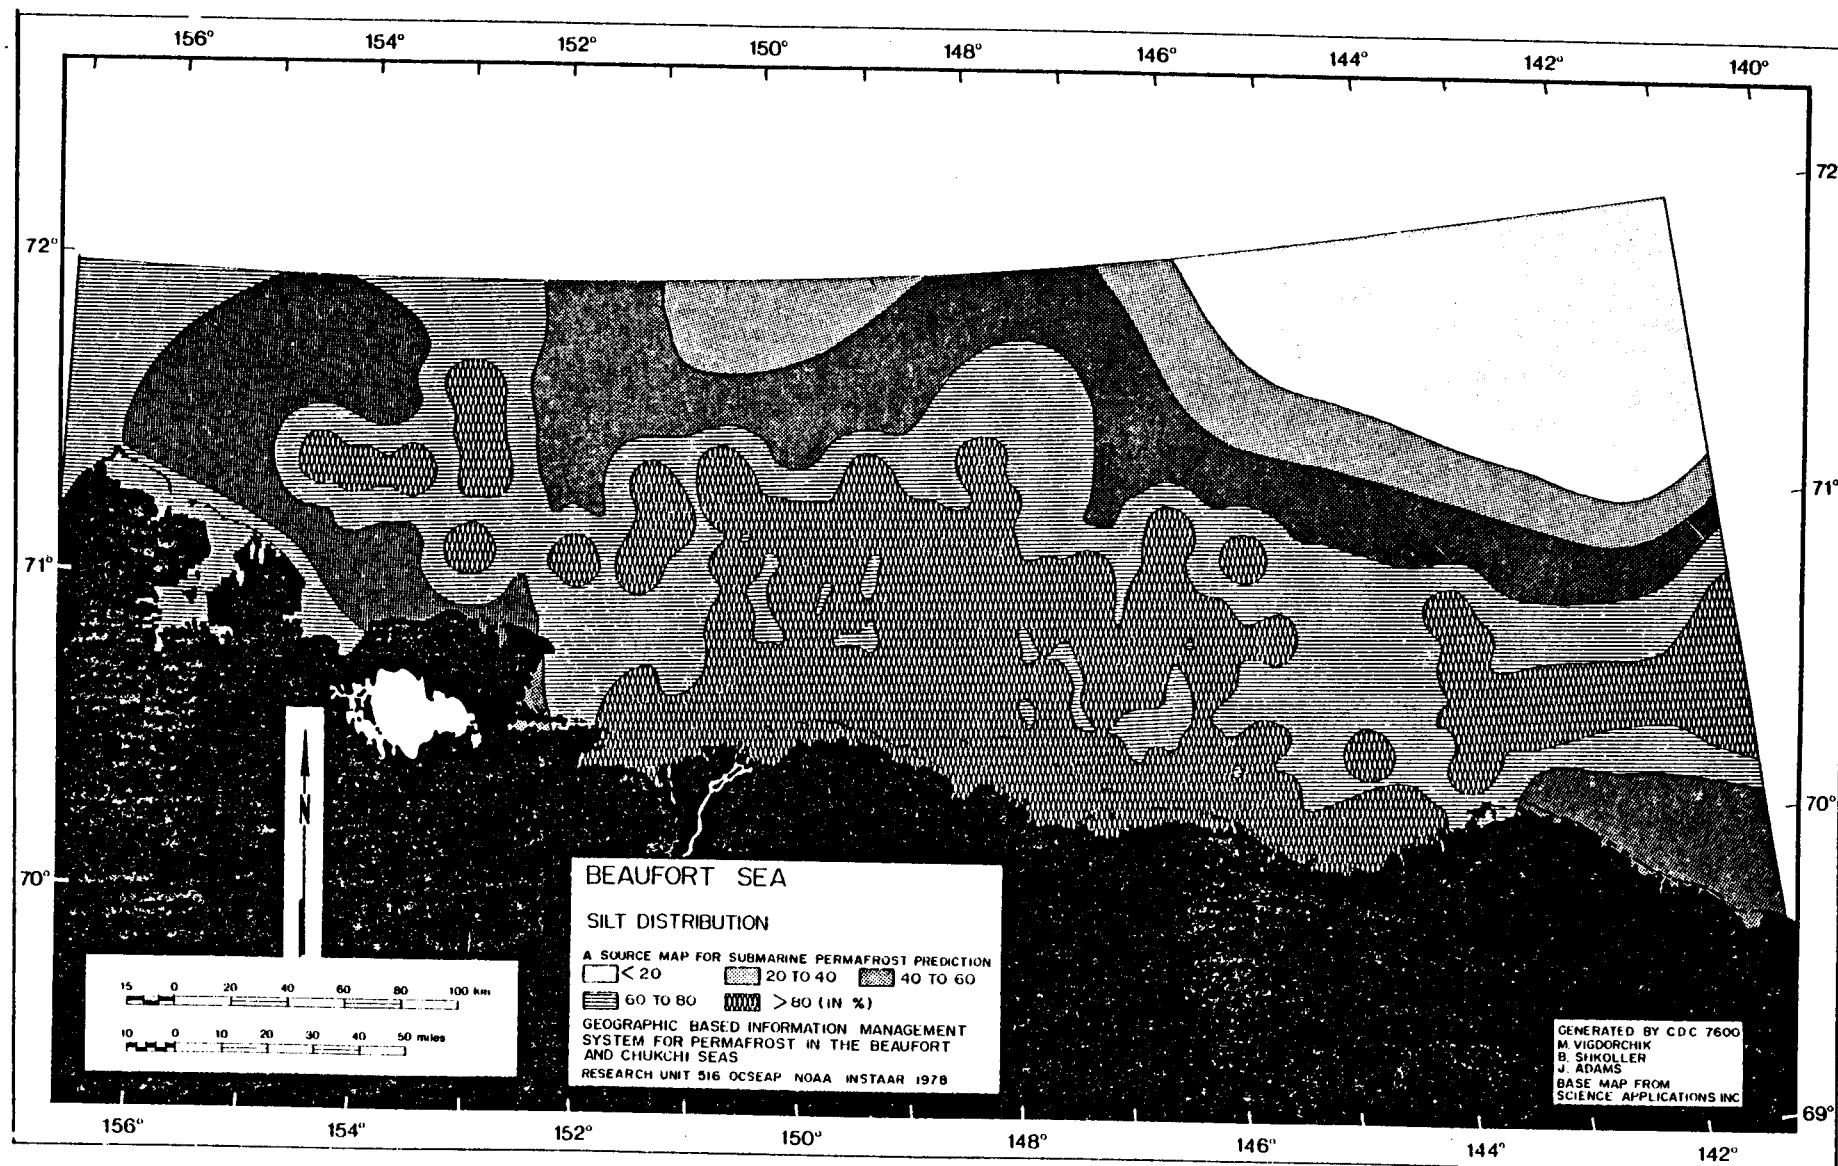 156° 154° 152° 150° 148° 146° 144° 142° 140°
72
72°
71°
71°
70°
70°
69°
N
BEAUFORT SEA
SILT DISTRIBUTION
A SOURCE MAP FOR SUBMARINE PERMAFROST PREDICTION
< 20 20 TO 40 40 TO 60
60 TO 80 >80 (IN %)
GEOGRAPHIC BASED INFORMATION MANAGEMENT
SYSTEM FOR PERMAFROST IN THE BEAUFORT
AND CHUKCHI SEAS
RESEARCH UNIT 516 OCSEAP NOAA INSTAAR 1978
15 0 20 40 60 80 100 km
10 0 10 20 30 40 50 miles
GENERATED BY CDC 7600
M. VIGDORCHIK
B. SHKOLLER
J. ADAMS
BASE MAP FROM
SCIENCE APPLICATIONS INC
156° 154° 152° 150° 148° 146° 144° 142°